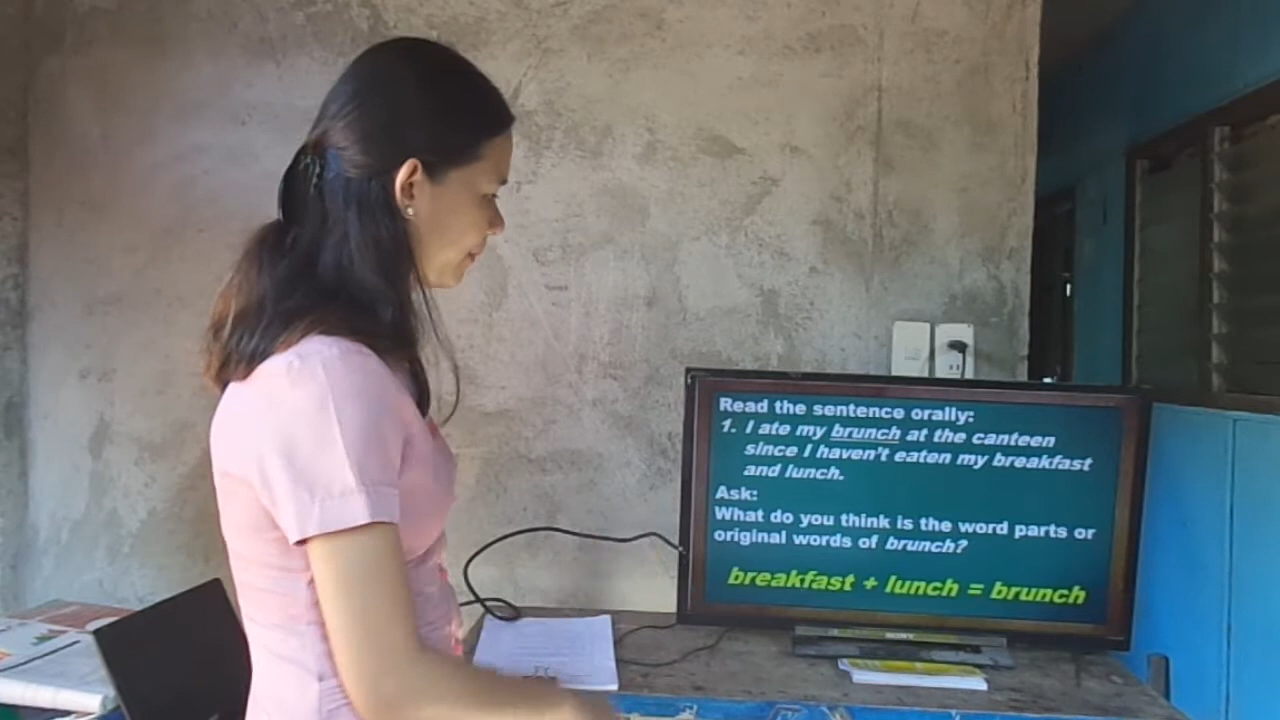 Read the sentence orally:
1. I ate my brunch at the canteen
since I haven't eaten my breakfast
and lunch.
Ask:
What do you think is the word parts or
original words of brunch?
breakfast + lunch = brunch
SONY